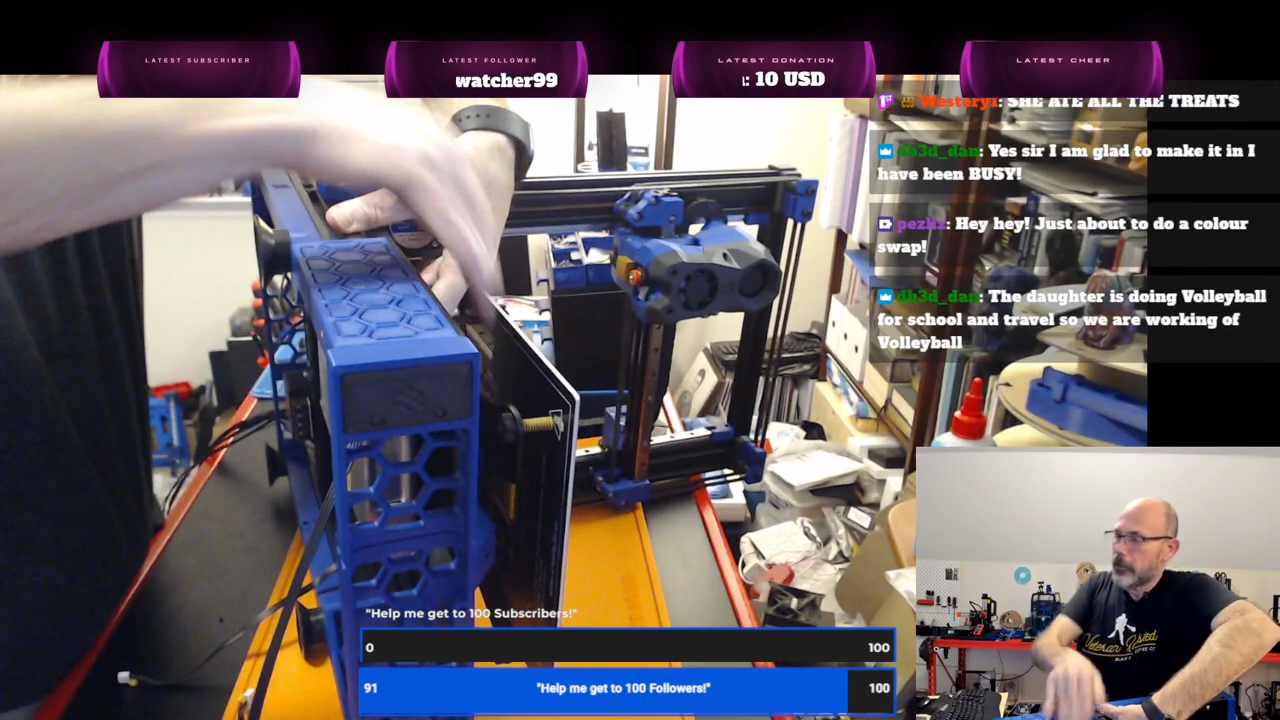 LATEST SUBSCRIBER
LATEST FOLLOWER
watcher99
LATEST DONATION
: 10 USD
LATEST CHEER
Westery1: SHE ATE ALL THE TREATS
db3d_dan: Yes sir I am glad to make it in I
have been BUSY!
Hey hey! Just about to do a colour
swap!
db3d_dan: The daughter is doing Volleyball
for school and travel so we are working of
Volleyball
"Help me get to 100 Subscribers!"
0 100
91 "Help me get to 100 Followers!" 100